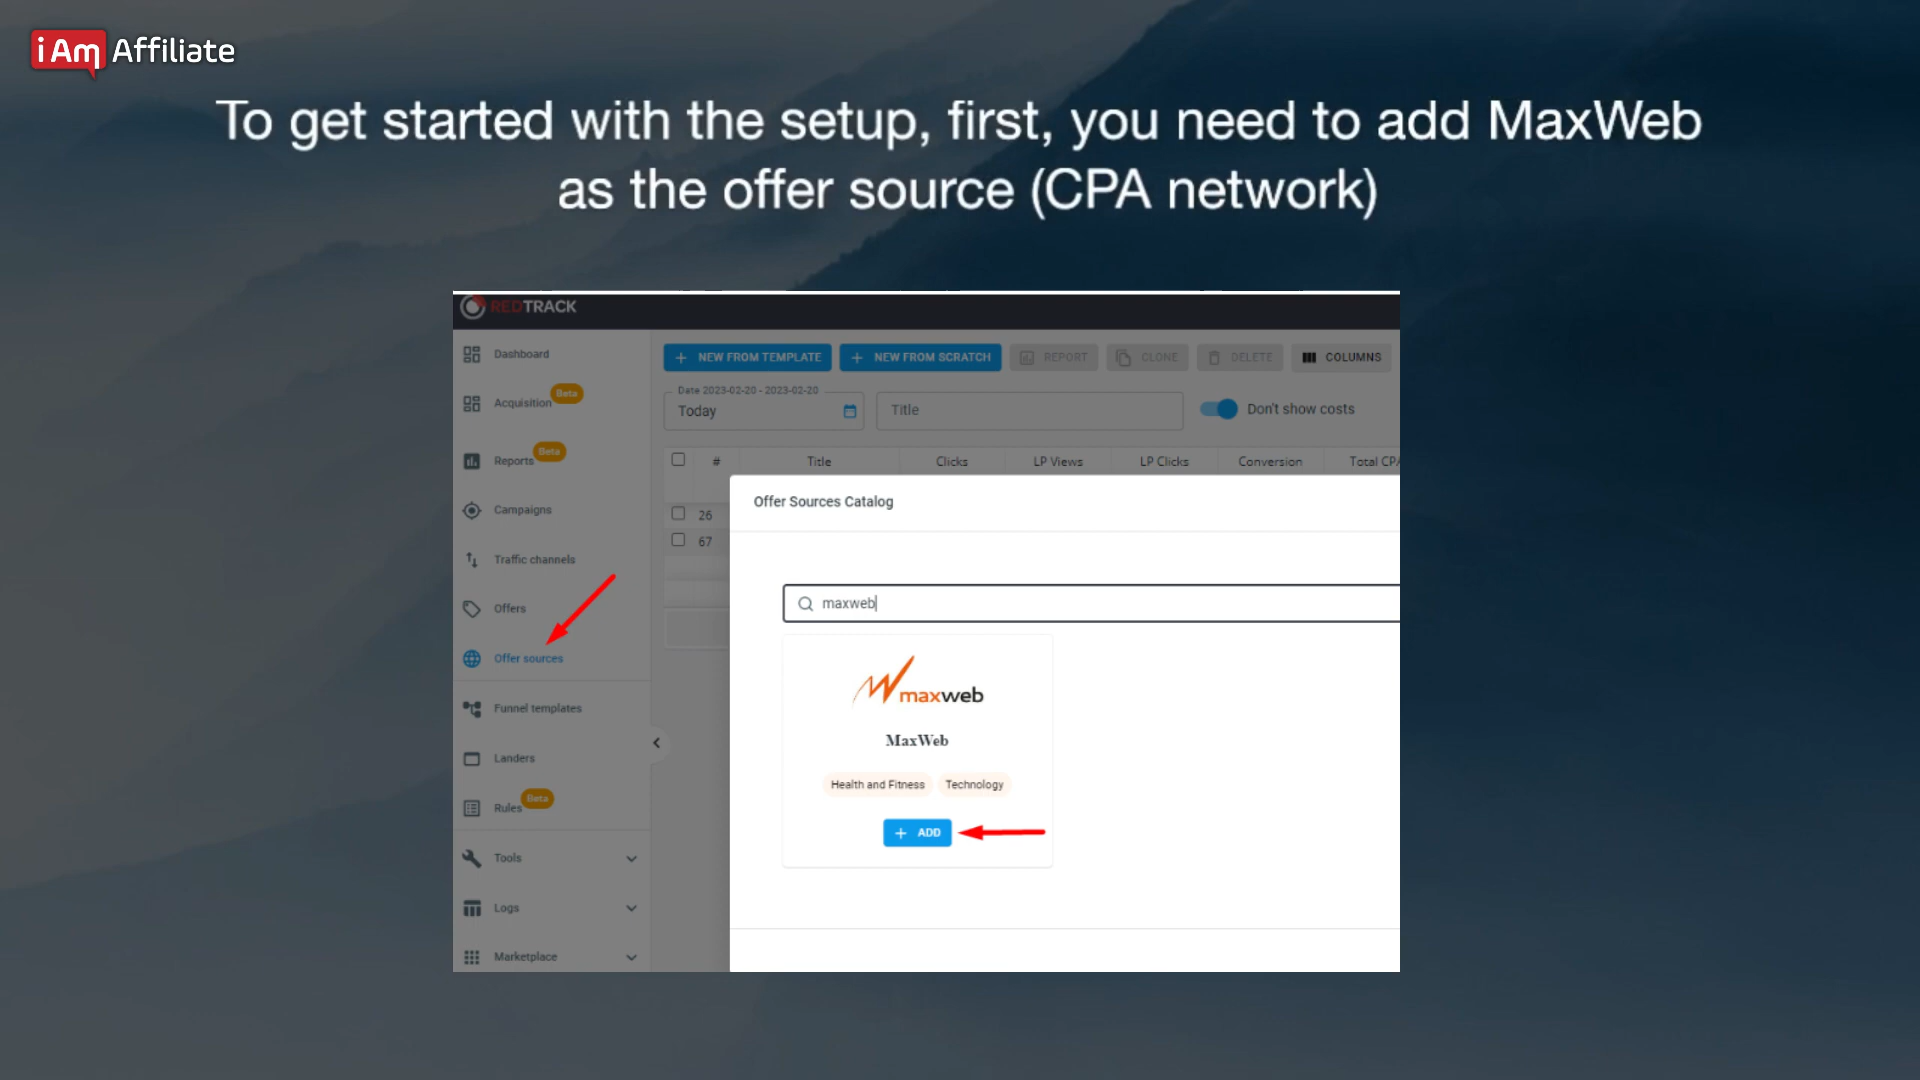 i Am Affiliate
To get started with the setup, first, you need to add MaxWeb
as the offer source (CPA network)
REDTRACK
Dashboard
Acquisition Beta
Reports Beta
Campaigns
Traffic channels
Offers
Offer sources
Funnel templates
Landers
Rules Beta
Tools
Logs
Marketplace
+ NEW FROM TEMPLATE + NEW FROM SCRATCH REPORT CLONE DELETE COLUMNS
Date 2023-02-20 - 2023-02-20
Today Title Don't show costs
# Title Clicks LP Views LP Clicks Conversion Total CPA
26
67
Offer Sources Catalog
maxweb
maxweb
MaxWeb
Health and Fitness Technology
+ ADD